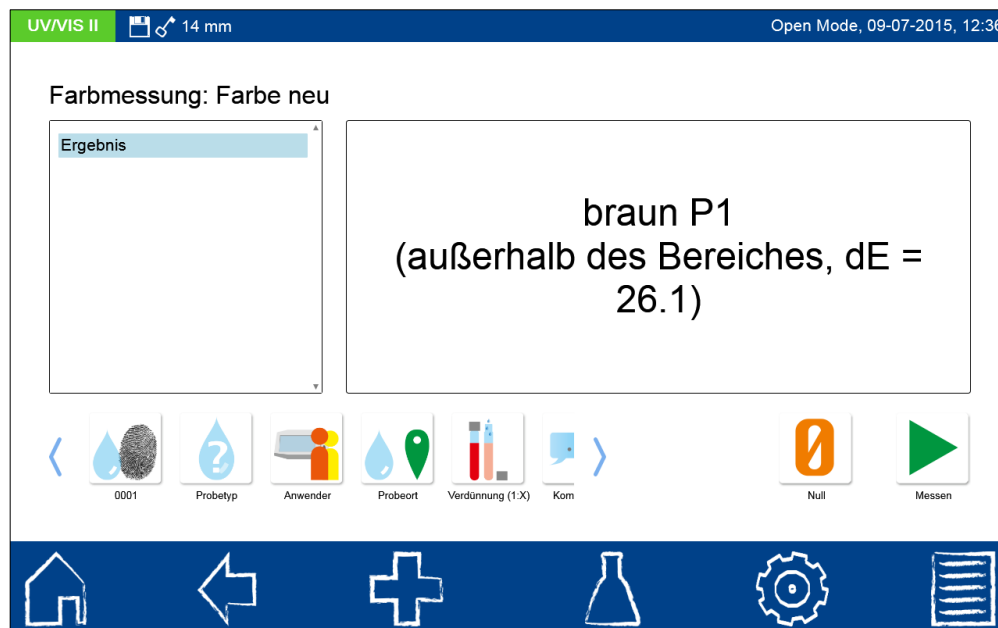 UV/VIS II 14 mm Open Mode, 09-07-2015, 12:36
Farbmessung: Farbe neu
Ergebnis
braun P1
(außerhalb des Bereiches, dE =
26.1)
0001 Probetyp Anwender Probeort Verdünnung (1:X) Kom Null Messen